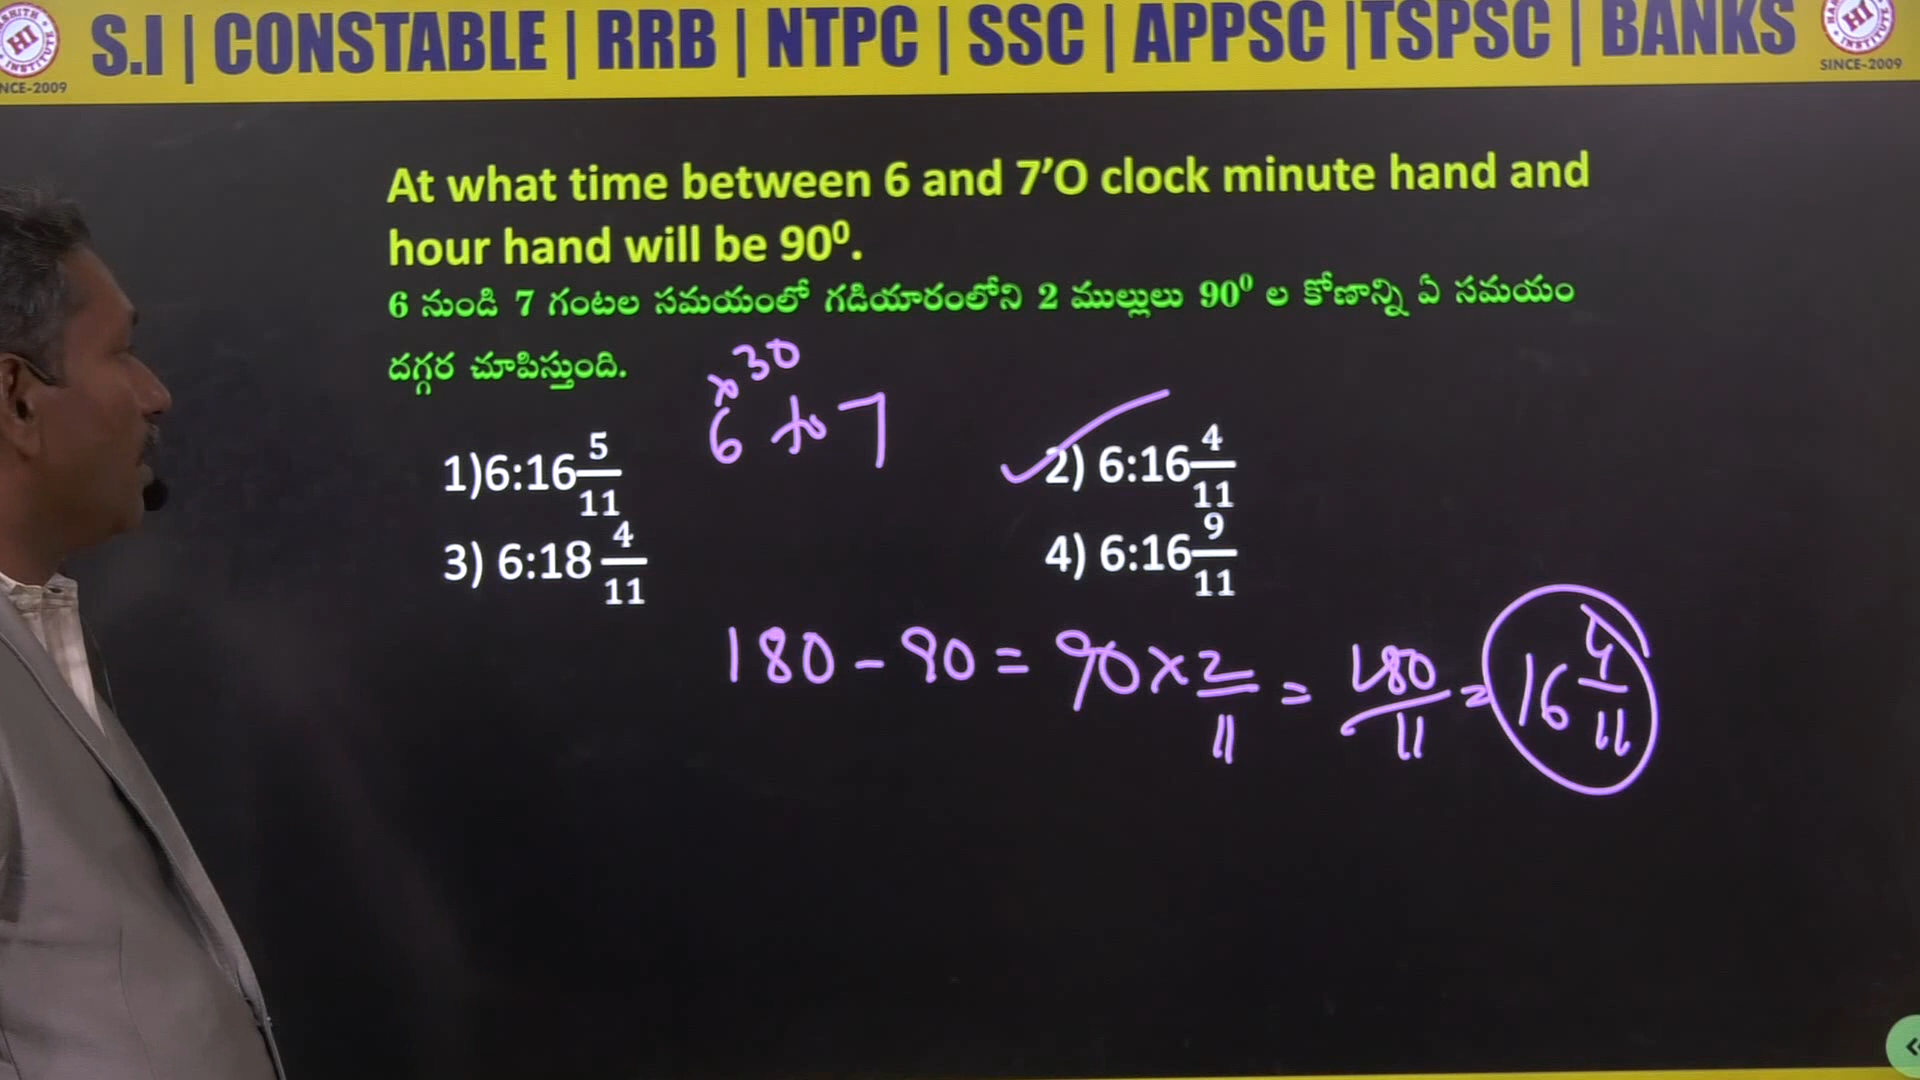 S.I | CONSTABLE | RRB | NTPC | SSC | APPSC | TSPSC | BANKS
HI
INSTITUTE
NCE-2009
HI
INSTITUTE
SINCE-2009
At what time between 6 and 7’O clock minute hand and
hour hand will be 90⁰.
6 నుండి 7 గంటల సమయంలో గడియారంలోని 2 ముల్లులు 90⁰ ల కోణాన్ని ఏ సమయం
దగ్గర చూపిస్తుంది.
×30
6 to 7
1)6:16 5/11
2) 6:16 4/11
3) 6:18 4/11
4) 6:16 9/11
180 - 90 = 90 × 2/11 = 180/11 = 16 4/11